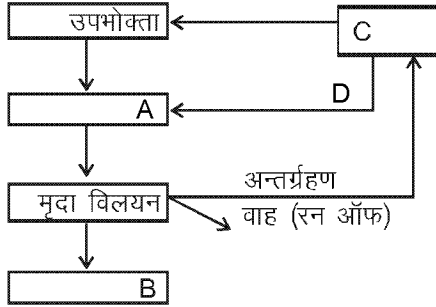 उपभोक्ता
C
A
D
मृदा विलयन
अन्तर्ग्रहण
वाह (रन ऑफ)
B